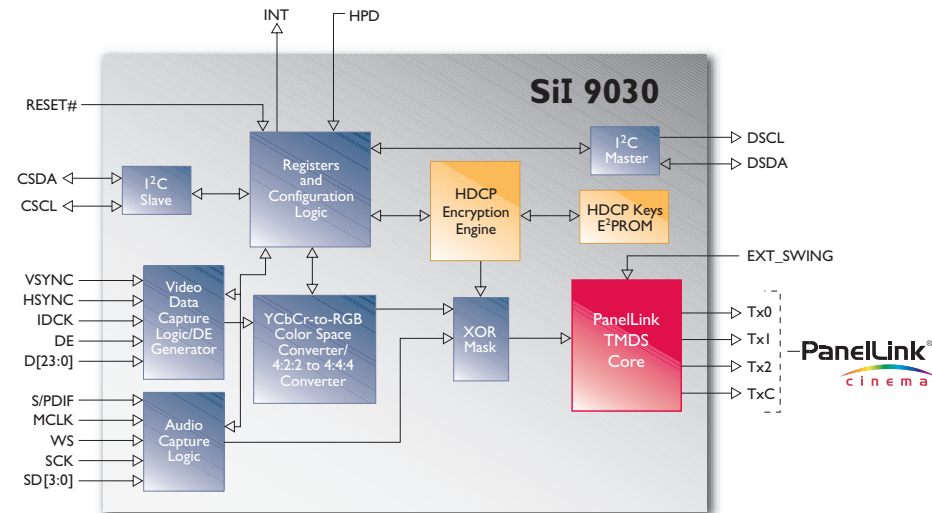 INT
HPD
SiI 9030
RESET#
CSDA
CSCL
I²C
Slave
Registers
and
Configuration
Logic
I²C
Master
DSCL
DSDA
HDCP
Encryption
Engine
HDCP Keys
E²PROM
EXT_SWING
VSYNC
HSYNC
IDCK
DE
D[23:0]
Video
Data
Capture
Logic/DE
Generator
YCbCr-to-RGB
Color Space
Converter/
4:2:2 to 4:4:4
Converter
XOR
Mask
PanelLink
TMDS
Core
Tx0
Tx1
Tx2
TxC
PanelLink®
cinema
S/PDIF
MCLK
WS
SCK
SD[3:0]
Audio
Capture
Logic